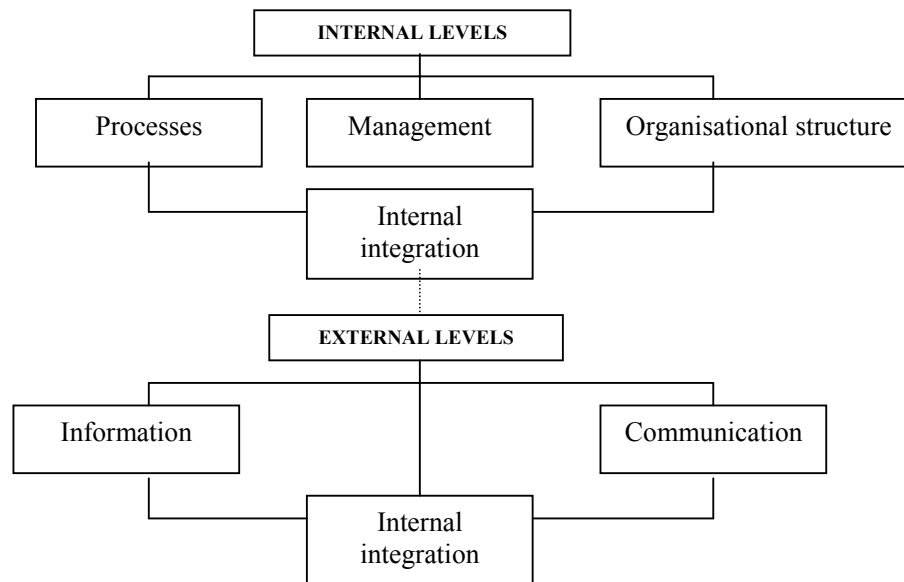 INTERNAL LEVELS
Processes
Management
Organisational structure
Internal
integration
EXTERNAL LEVELS
Information
Communication
Internal
integration